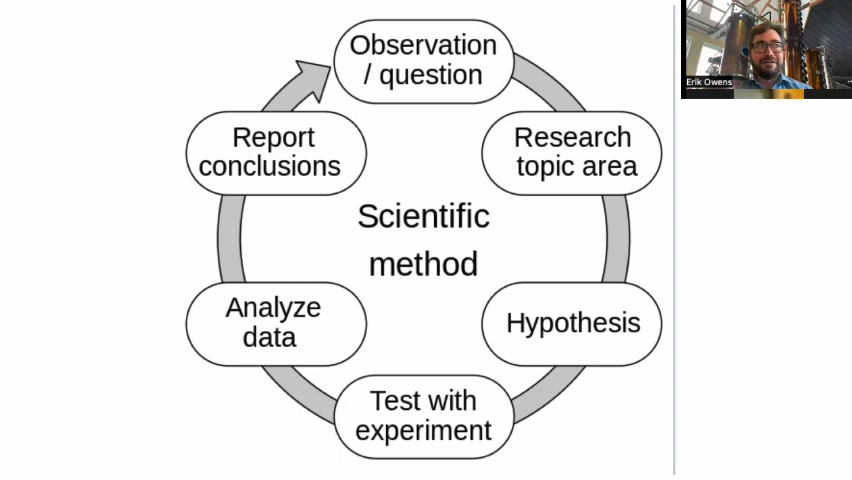 Observation
/ question
Research
topic area
Hypothesis
Test with
experiment
Analyze
data
Report
conclusions
Scientific
method
Erik Owens